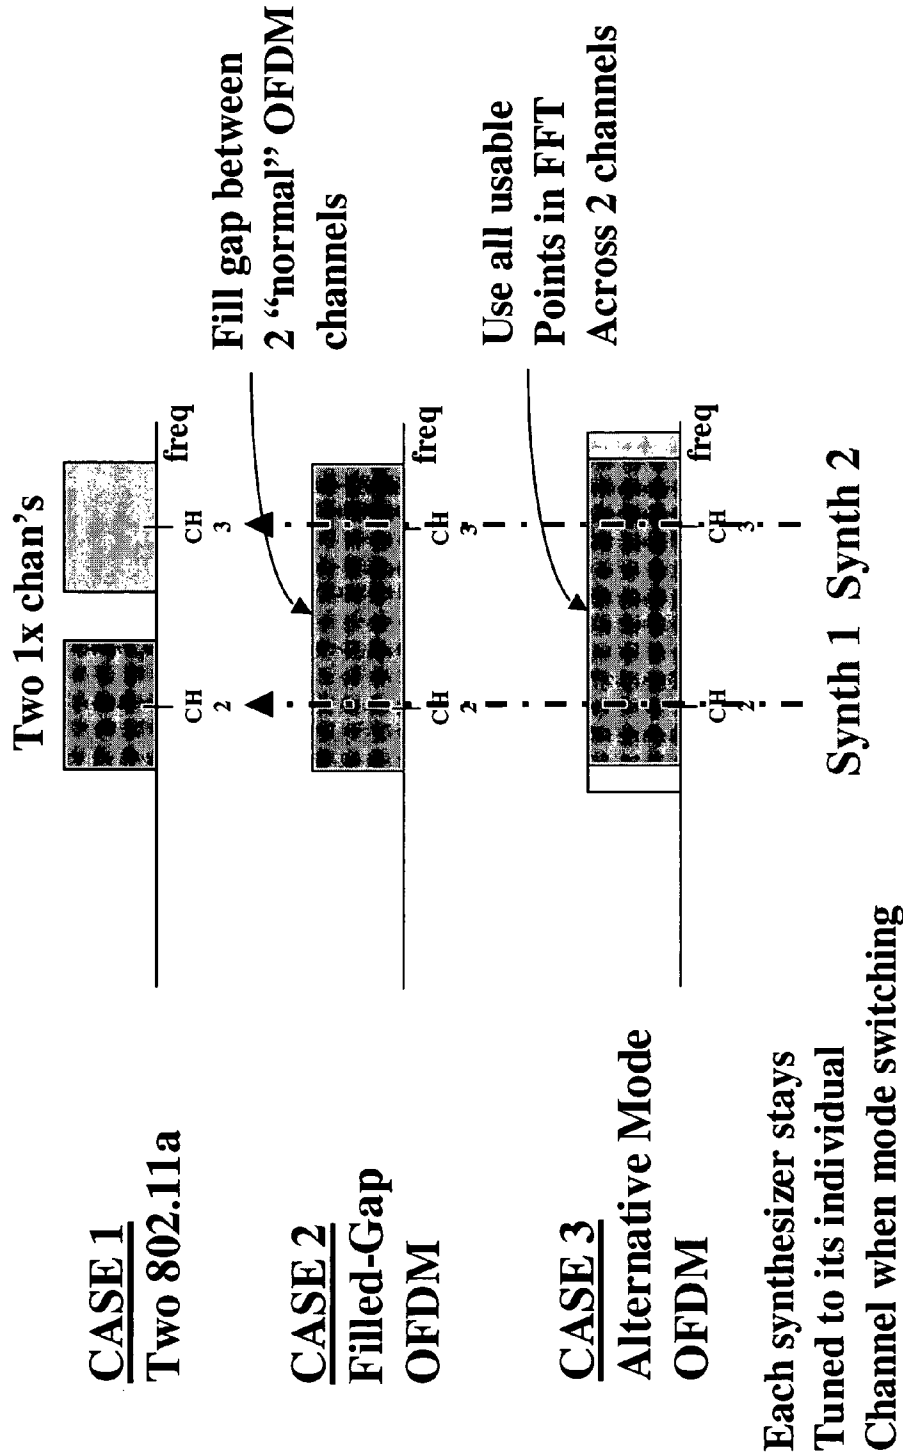 CASE 1
Two 802.11a
Two 1x chan's
CH
2
CH
3
freq
CASE 2
Filled-Gap
OFDM
CH
2
CH
3
freq
Fill gap between
2 “normal” OFDM
channels
CASE 3
Alternative Mode
OFDM
CH
2
CH
3
freq
Use all usable
Points in FFT
Across 2 channels
Synth 1 Synth 2
Each synthesizer stays
Tuned to its individual
Channel when mode switching